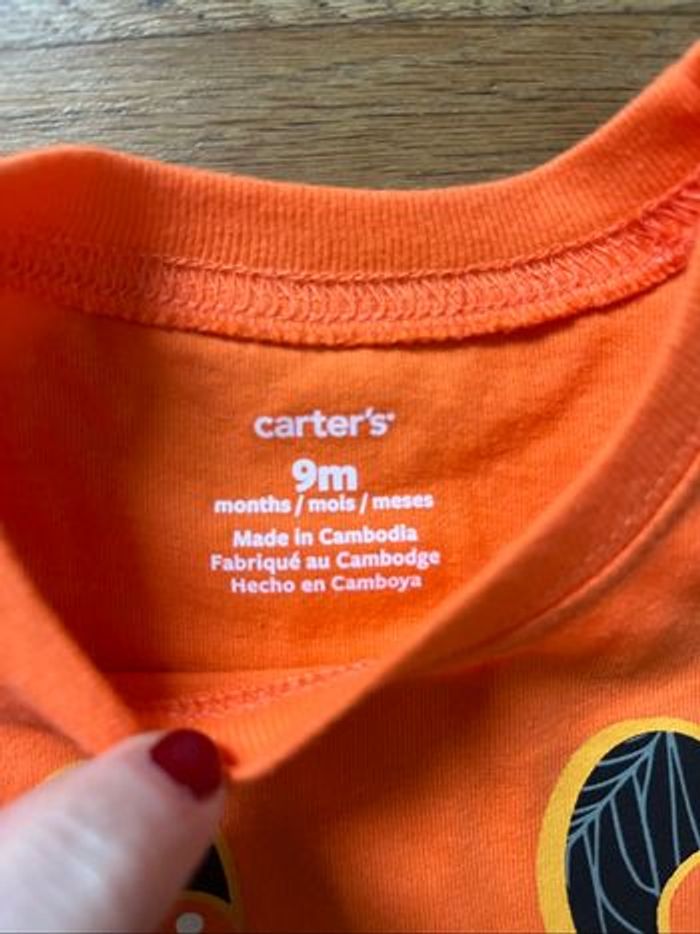 carter's
9m
months / mois / meses
Made in Cambodia
Fabriqué au Cambodge
Hecho en Camboya